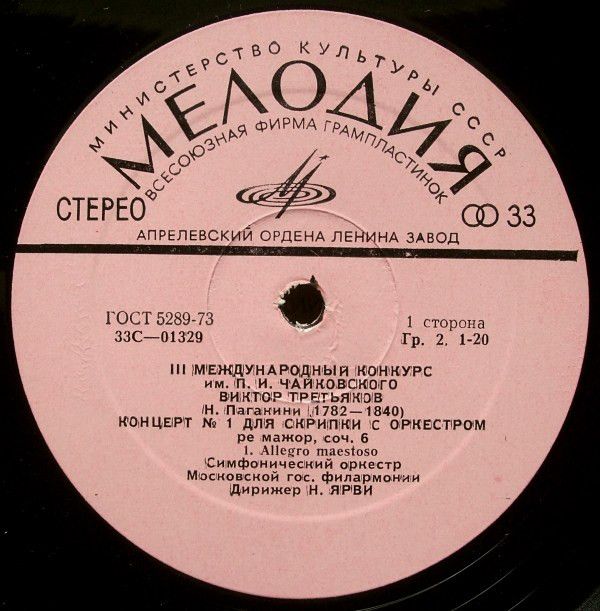 МИНИСТЕРСТВО КУЛЬТУРЫ СССР
МЕЛОДИЯ
ВСЕСОЮЗНАЯ ФИРМА ГРАМПЛАСТИНОК
СТЕРЕО
33
АПРЕЛЕВСКИЙ ОРДЕНА ЛЕНИНА ЗАВОД
ГОСТ 5289-73
33С—01329
1 сторона
Гр. 2. 1-20
III МЕЖДУНАРОДНЫЙ КОНКУРС
им. П. И. ЧАЙКОВСКОГО
ВИКТОР ТРЕТЬЯКОВ
Н. Паганини (1782—1840)
КОНЦЕРТ № 1 ДЛЯ СКРИПКИ С ОРКЕСТРОМ
ре мажор, соч. 6
1. Allegro maestoso
Симфонический оркестр
Московской гос. филармонии
Дирижер Н. ЯРВИ